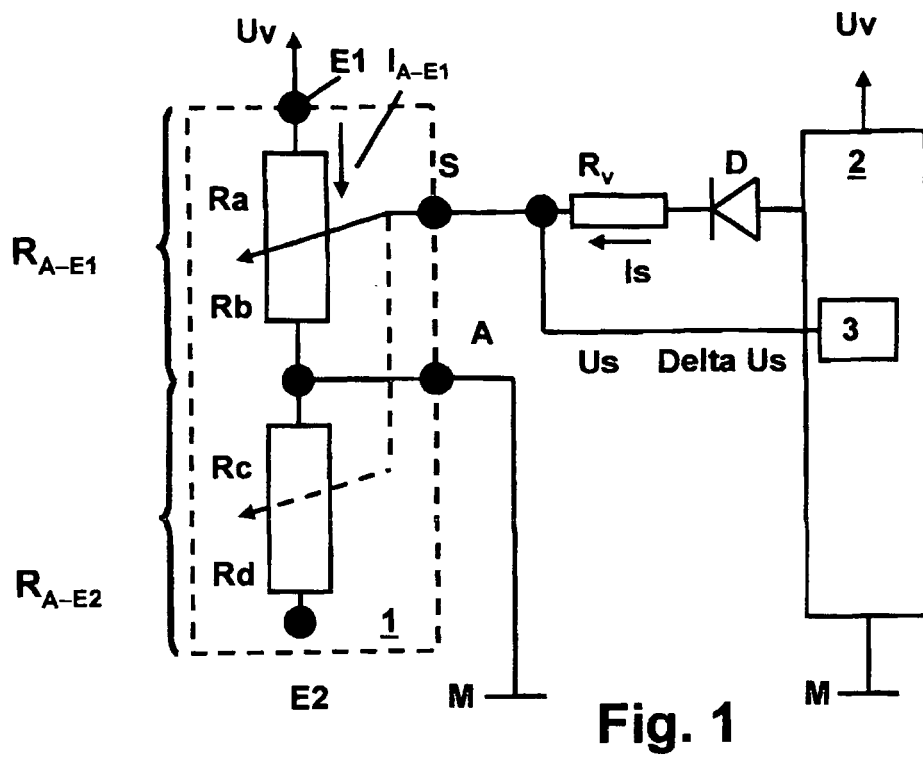 Uv
E1
I_A–E1
Uv
2
S
R_v
D
Ra
R_A–E1
Is
Rb
A
3
Us
Delta Us
Rc
Rd
R_A–E2
1
E2
M
M
Fig. 1